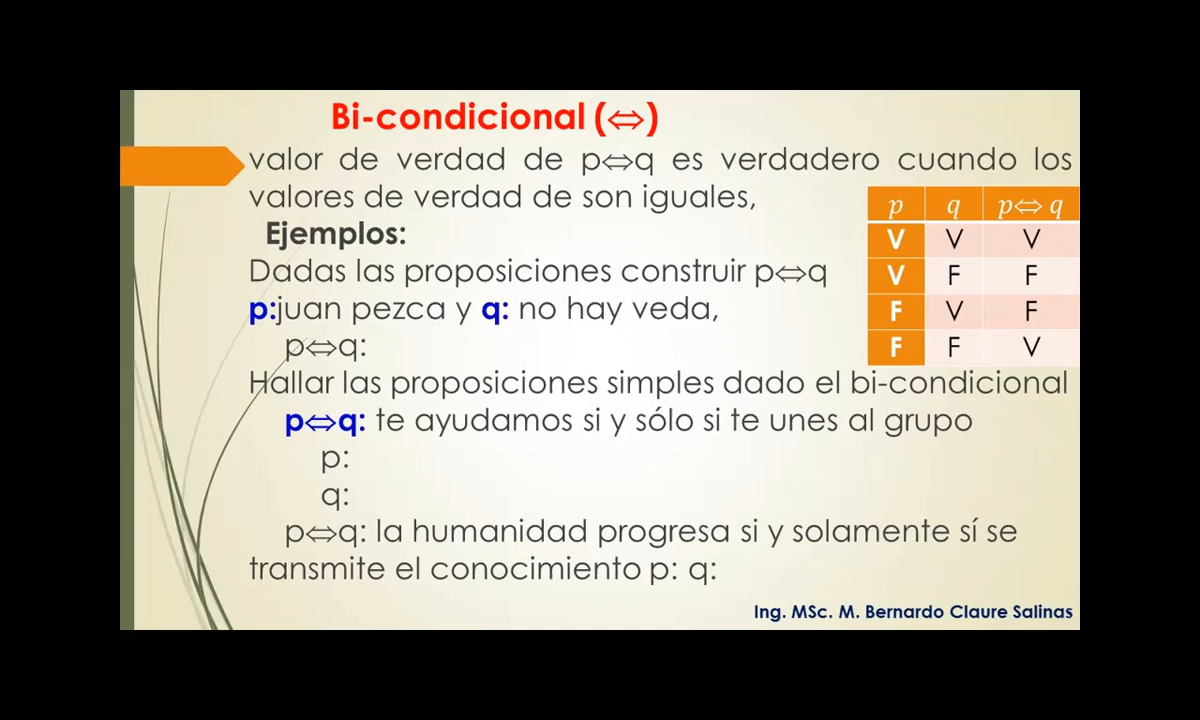 Bi-condicional (⇔)
valor de verdad de p⇔q es verdadero cuando los
valores de verdad de son iguales,
p q p⇔q
V V V
V F F
F V F
F F V
Ejemplos:
Dadas las proposiciones construir p⇔q
p:juan pezca y q: no hay veda,
p⇔q:
Hallar las proposiciones simples dado el bi-condicional
p⇔q: te ayudamos si y sólo si te unes al grupo
p:
q:
p⇔q: la humanidad progresa si y solamente sí se
transmite el conocimiento p: q:
Ing. MSc. M. Bernardo Claure Salinas